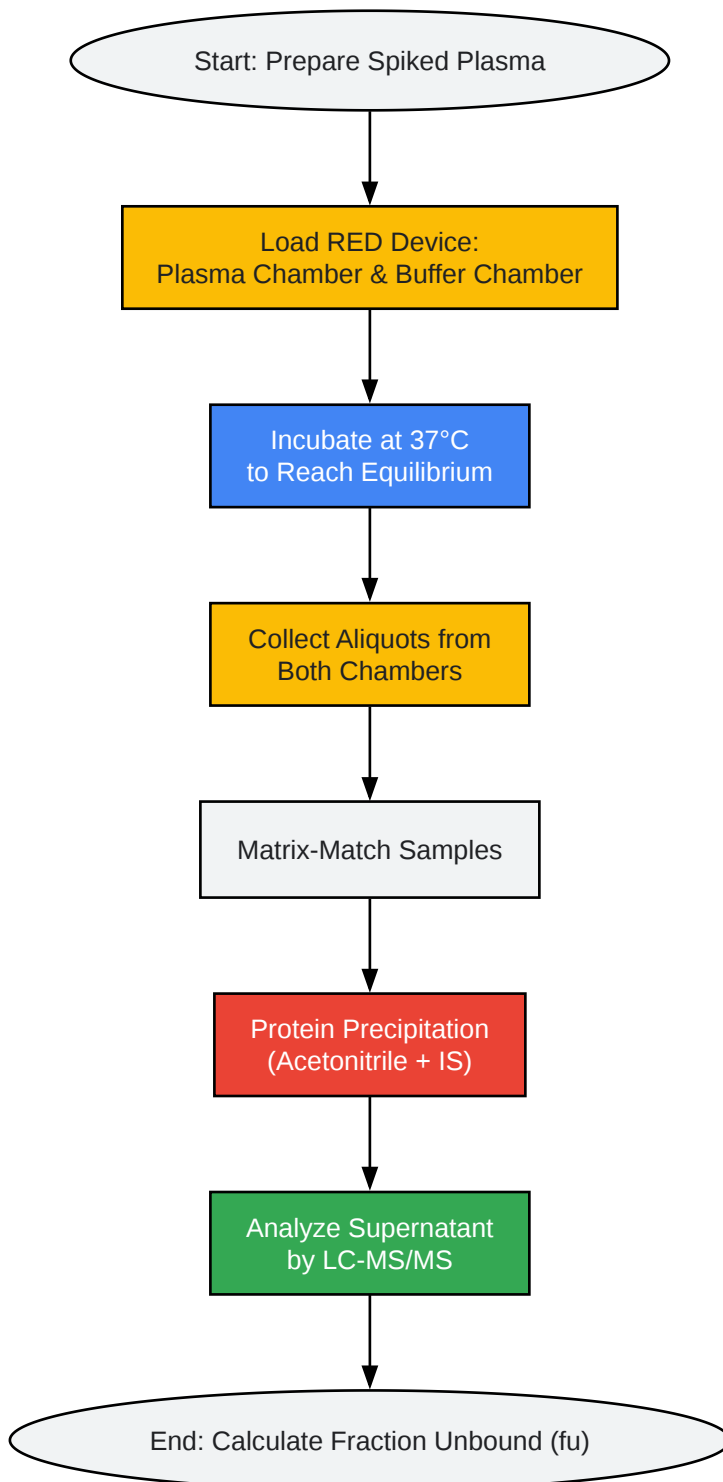 Start: Prepare Spiked Plasma
Load RED Device:
Plasma Chamber & Buffer Chamber
Incubate at 37°C
to Reach Equilibrium
Collect Aliquots from
Both Chambers
Matrix-Match Samples
Protein Precipitation
(Acetonitrile + IS)
Analyze Supernatant
by LC-MS/MS
End: Calculate Fraction Unbound (fu)